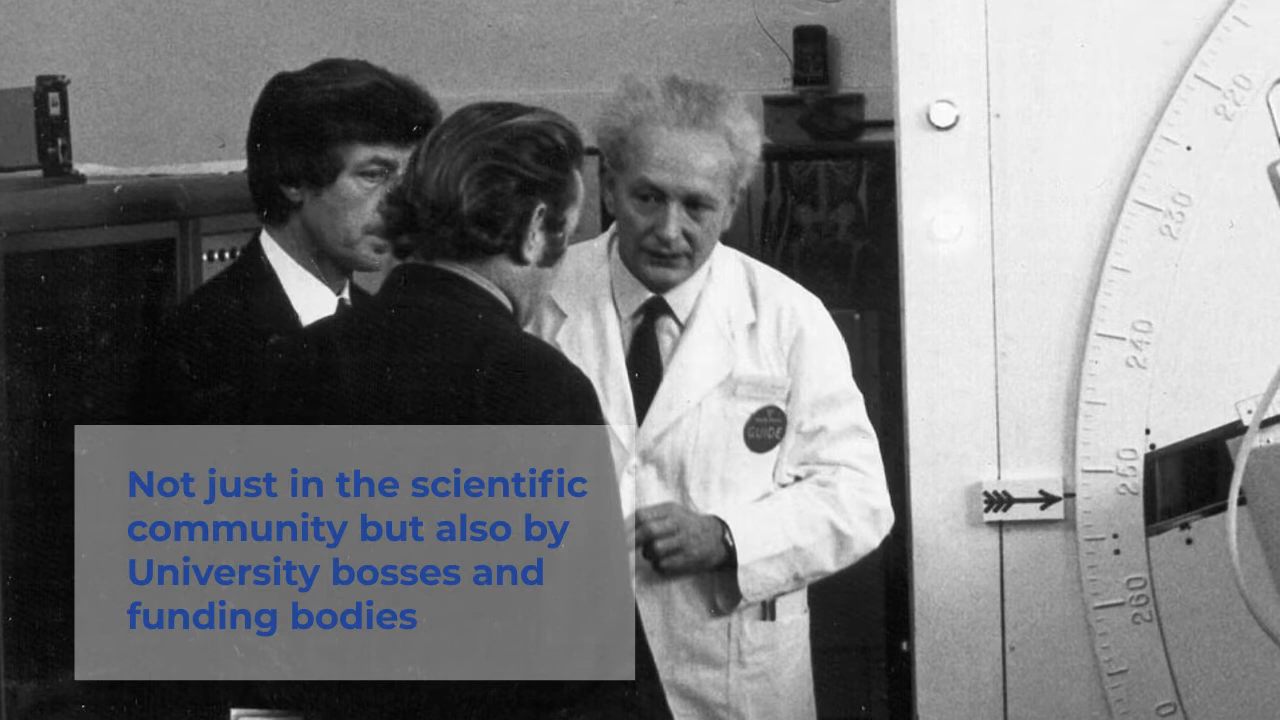 Not just in the scientific
community but also by
University bosses and
funding bodies
GUIDE
220
230
240
250
260